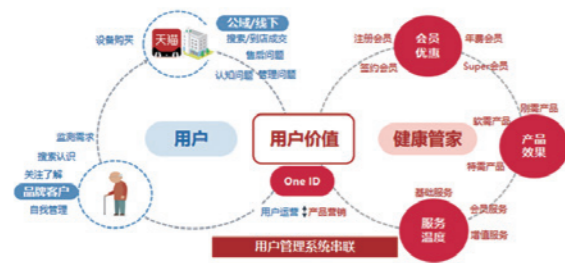 公域/线下
天猫
设备购买
搜索/到店成交
售后问题
认知问题 管理问题
监测需求
搜索认识
关注了解
品牌客户
自我管理
用户
用户价值
健康管家
One ID
用户运营
产品营销
用户管理系统串联
会员
优惠
注册会员
年费会员
签约会员
Super会员
刚需产品
软需产品
产品
效果
特需产品
基础服务
会员服务
服务
温度
增值服务